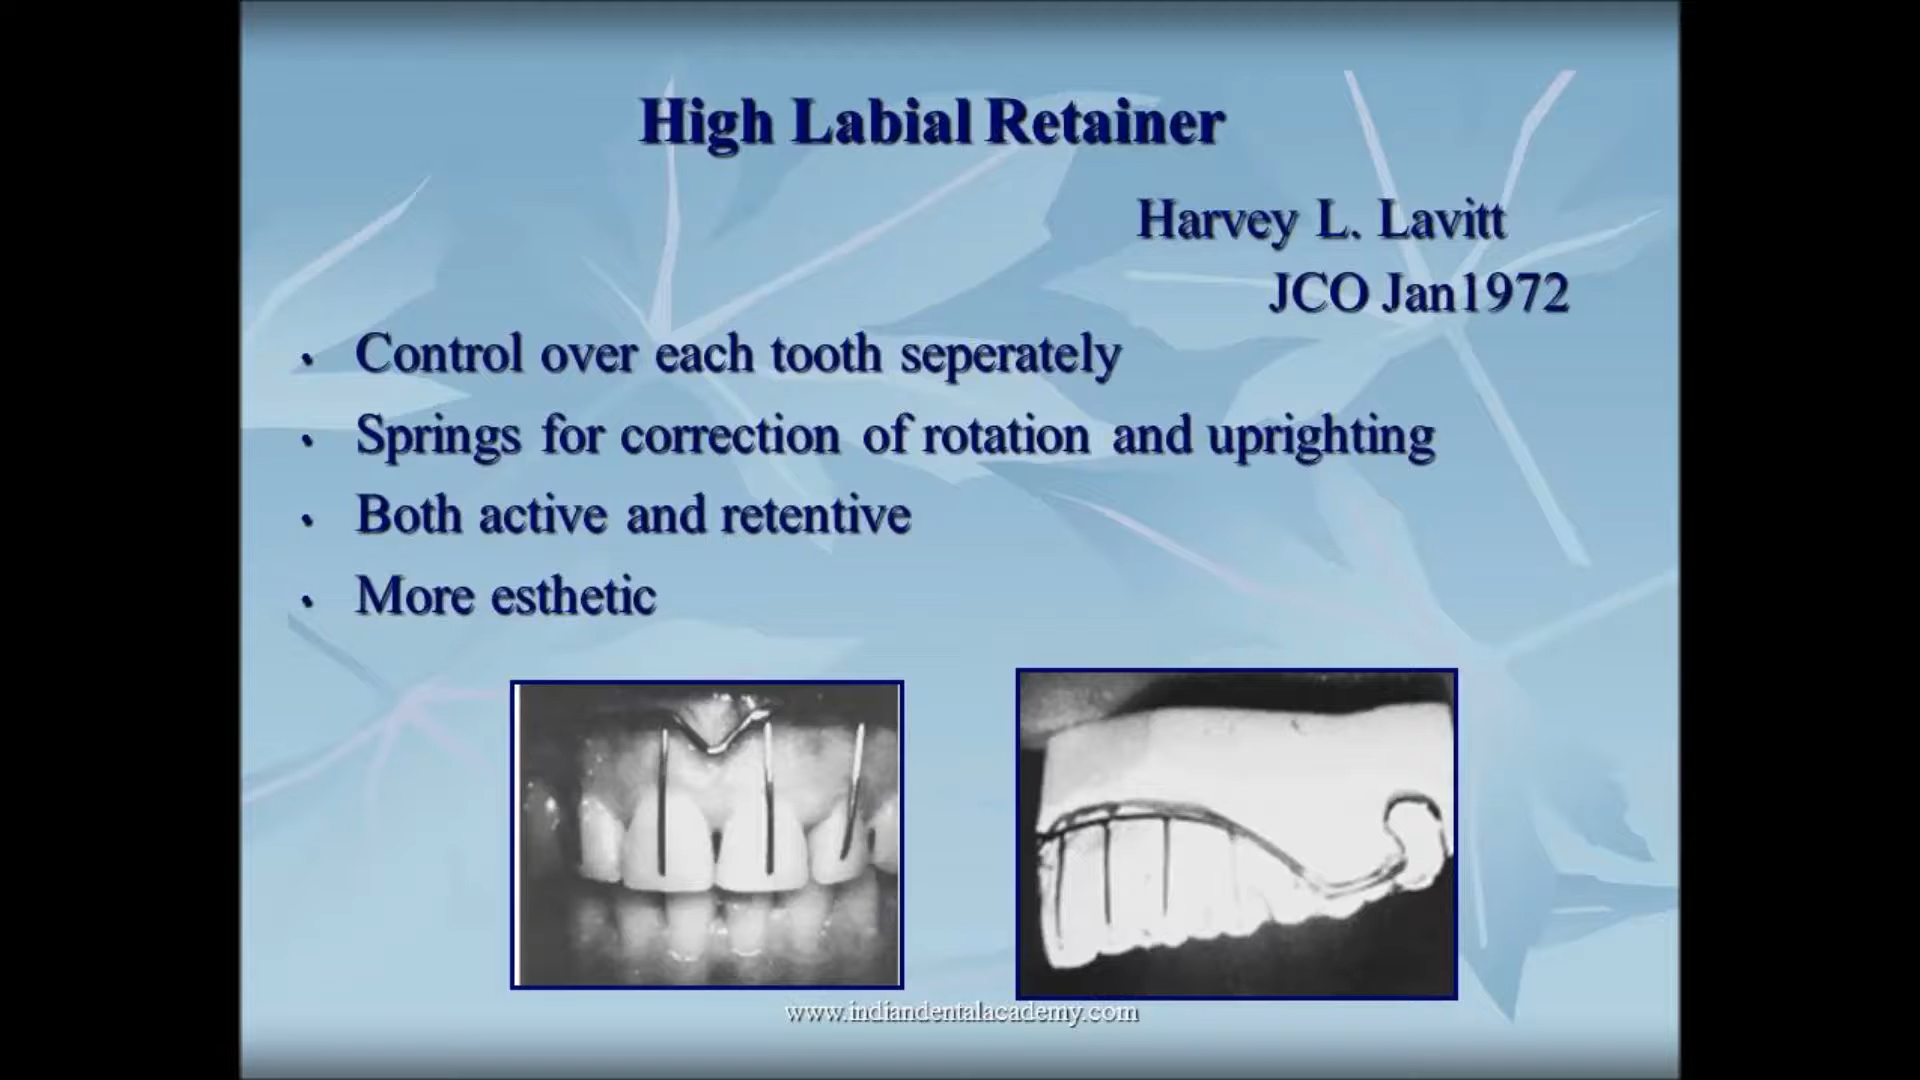 High Labial Retainer
Harvey L. Lavitt
JCO Jan1972
• Control over each tooth seperately
• Springs for correction of rotation and uprighting
• Both active and retentive
• More esthetic
www.indiandentalacademy.com